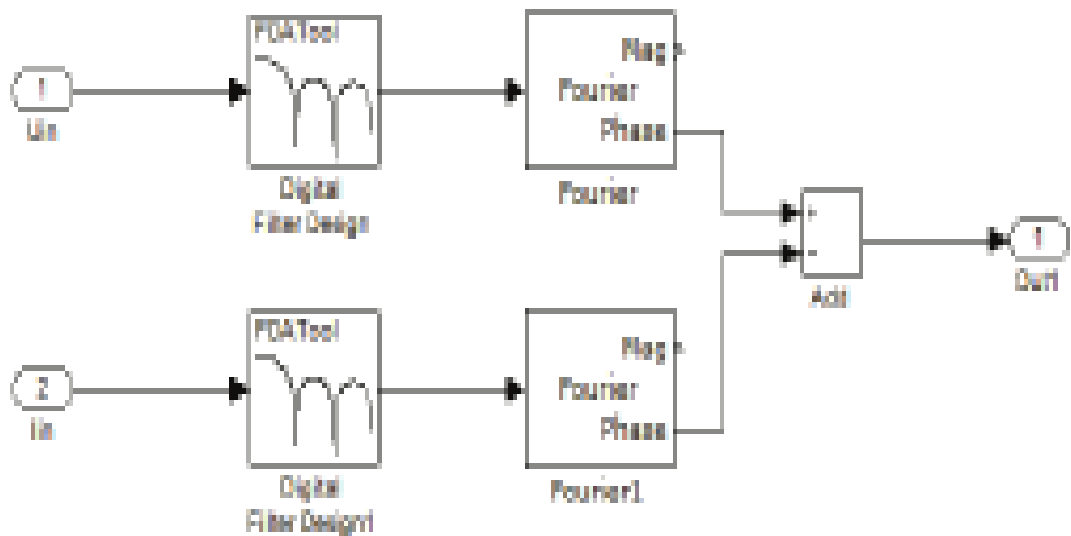 FDATool
Mag
1
Fourier
Phase
Uin
Digital
Filter Design
Fourier
+
-
1
Add
Out1
FDATool
Mag
2
Fourier
Phase
Iin
Digital
Filter Design1
Fourier1